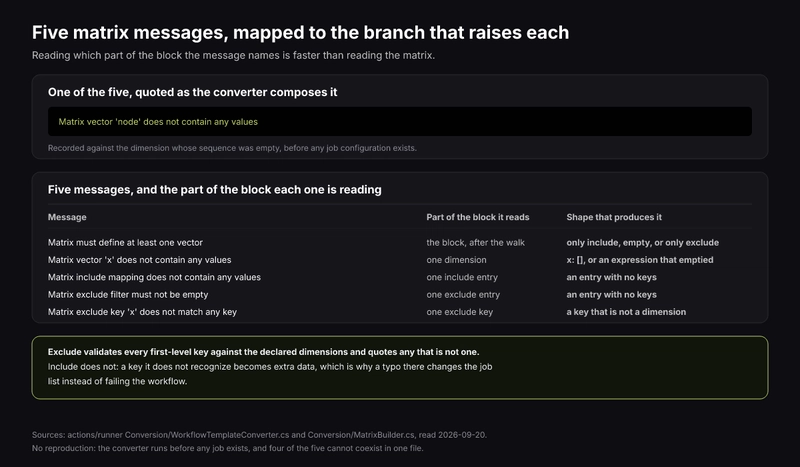 Five matrix messages, mapped to the branch that raises each
Reading which part of the block the message names is faster than reading the matrix.
One of the five, quoted as the converter composes it
Matrix vector 'node' does not contain any values
Recorded against the dimension whose sequence was empty, before any job configuration exists.
Five messages, and the part of the block each one is reading
Message Part of the block it reads Shape that produces it
Matrix must define at least one vector the block, after the walk only include, empty, or only exclude
Matrix vector 'x' does not contain any values one dimension x: [], or an expression that emptied
Matrix include mapping does not contain any values one include entry an entry with no keys
Matrix exclude filter must not be empty one exclude entry an entry with no keys
Matrix exclude key 'x' does not match any key one exclude key a key that is not a dimension
Exclude validates every first-level key against the declared dimensions and quotes any that is not one.
Include does not: a key it does not recognize becomes extra data, which is why a typo there changes the job
list instead of failing the workflow.
Sources: actions/runner Conversion/WorkflowTemplateConverter.cs and Conversion/MatrixBuilder.cs, read 2026-09-20.
No reproduction: the converter runs before any job exists, and four of the five cannot coexist in one file.